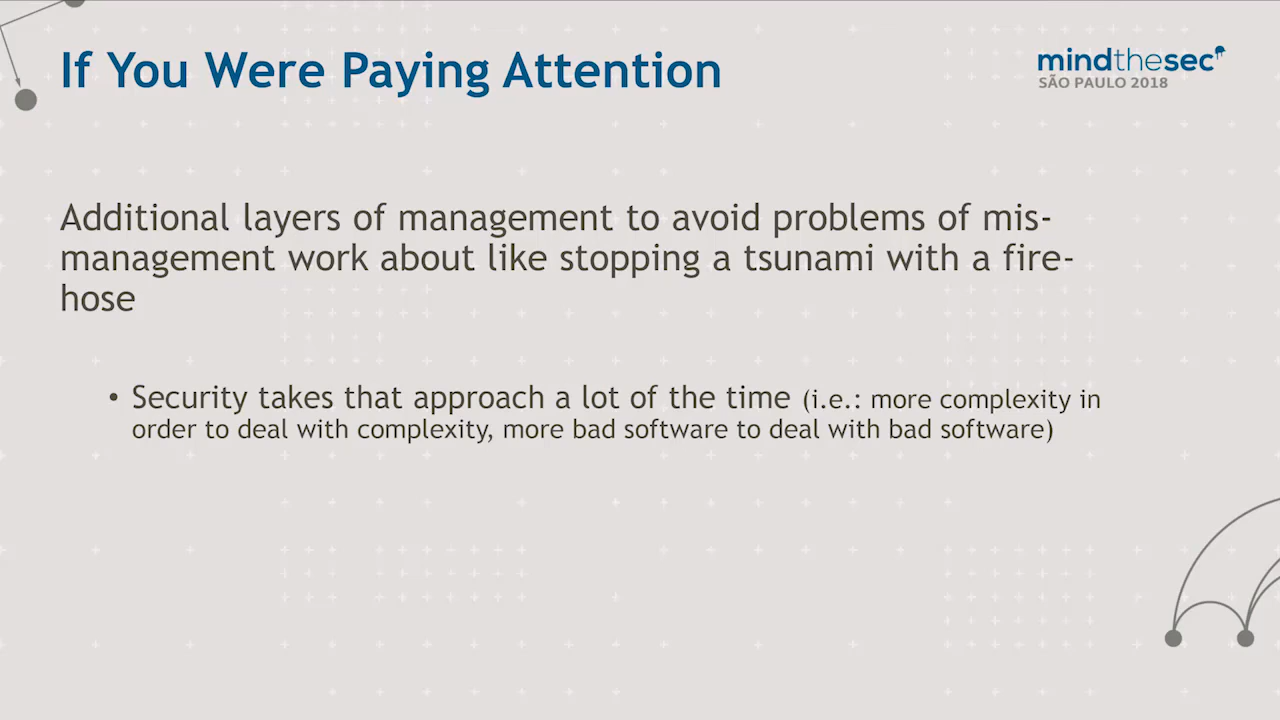 If You Were Paying Attention
mindthesec
SÃO PAULO 2018
Additional layers of management to avoid problems of mis-
management work about like stopping a tsunami with a fire-
hose
• Security takes that approach a lot of the time (i.e.: more complexity in
order to deal with complexity, more bad software to deal with bad software)